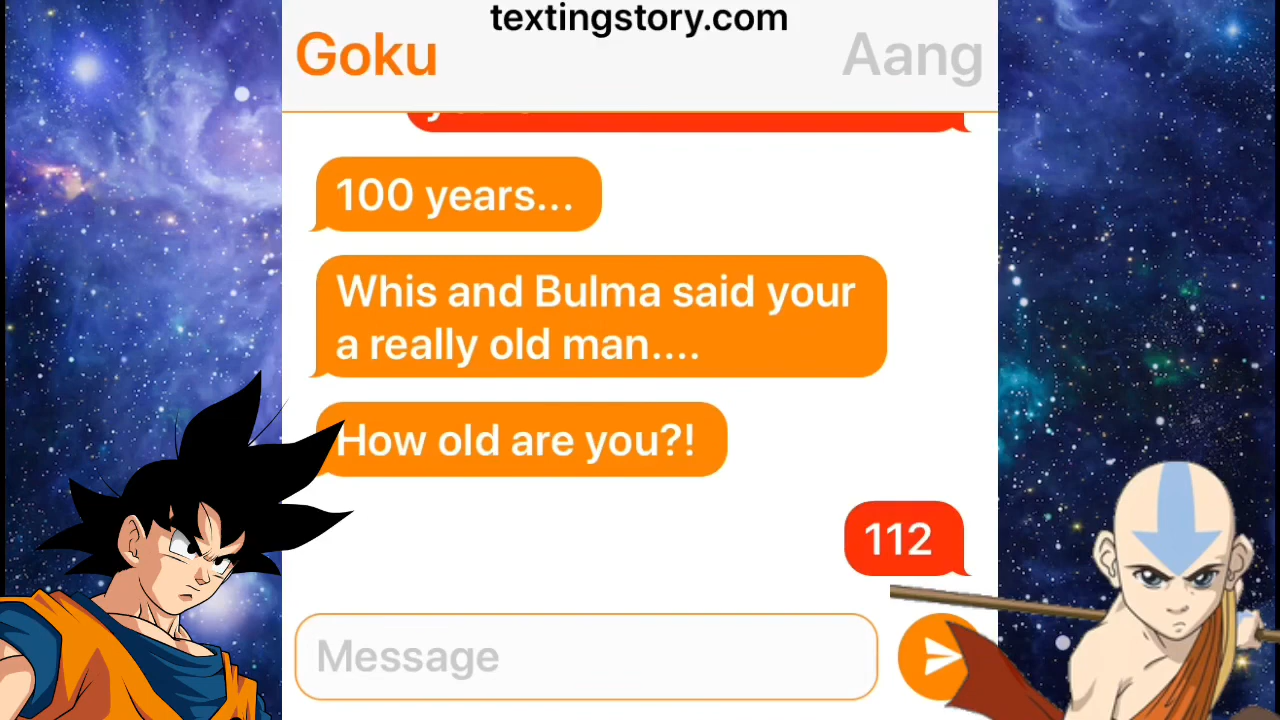 textingstory.com
Goku
Aang
100 years...
Whis and Bulma said your
a really old man....
How old are you?!
112
Message